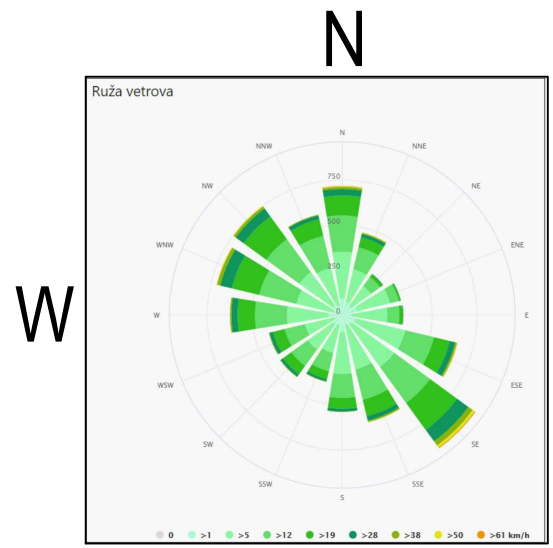 N
Ruža vetrova
N
NNW NNE
NW NE
750
WNW ENE
500
250
W
W 0 E
WSW ESE
SW SE
SSW SSE
S
0 >1 >5 >12 >19 >28 >38 >50 >61 km/h